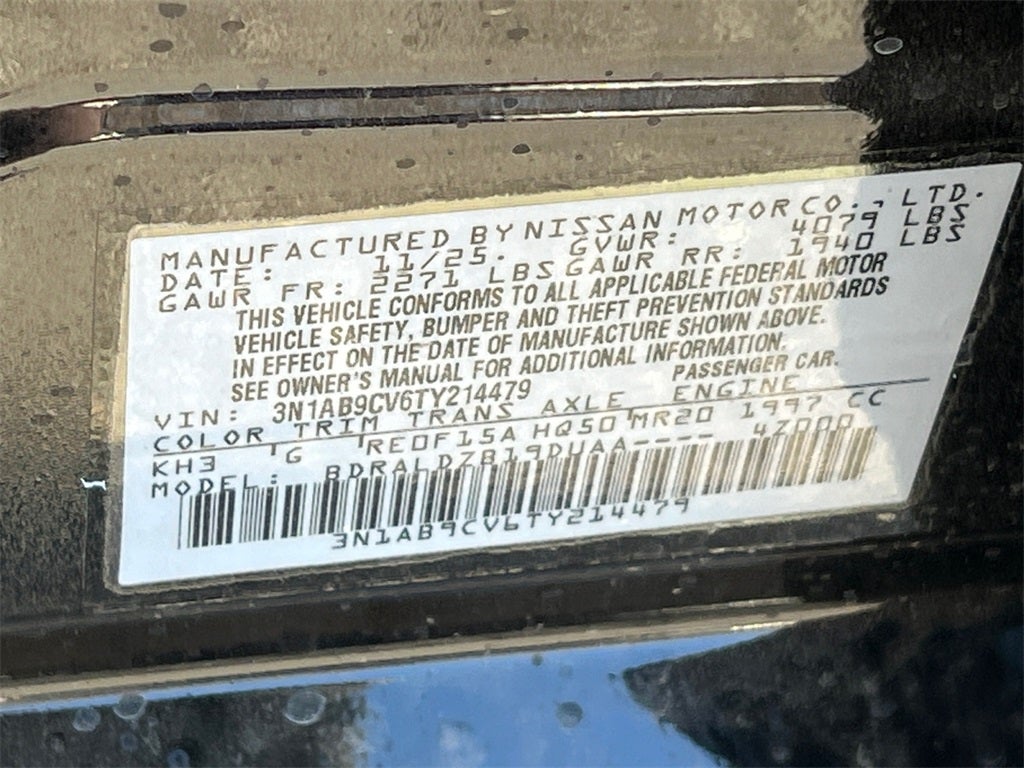 MANUFACTURED BY NISSAN MOTOR CO., LTD.
DATE: 11/25. GVWR: 4079 LBS
GAWR FR: 2271 LBS GAWR RR: 1940 LBS
THIS VEHICLE CONFORMS TO ALL APPLICABLE FEDERAL MOTOR
VEHICLE SAFETY, BUMPER AND THEFT PREVENTION STANDARDS
IN EFFECT ON THE DATE OF MANUFACTURE SHOWN ABOVE.
SEE OWNER'S MANUAL FOR ADDITIONAL INFORMATION.
VIN: 3N1AB9CV6TY214479 PASSENGER CAR.
COLOR TRIM TRANS AXLE ENGINE
KH3 G RE0F15A HQ50 MR20 1997 CC
MODEL: BDRALDZB19DUAA---- 4Z000
3N1AB9CV6TY214479